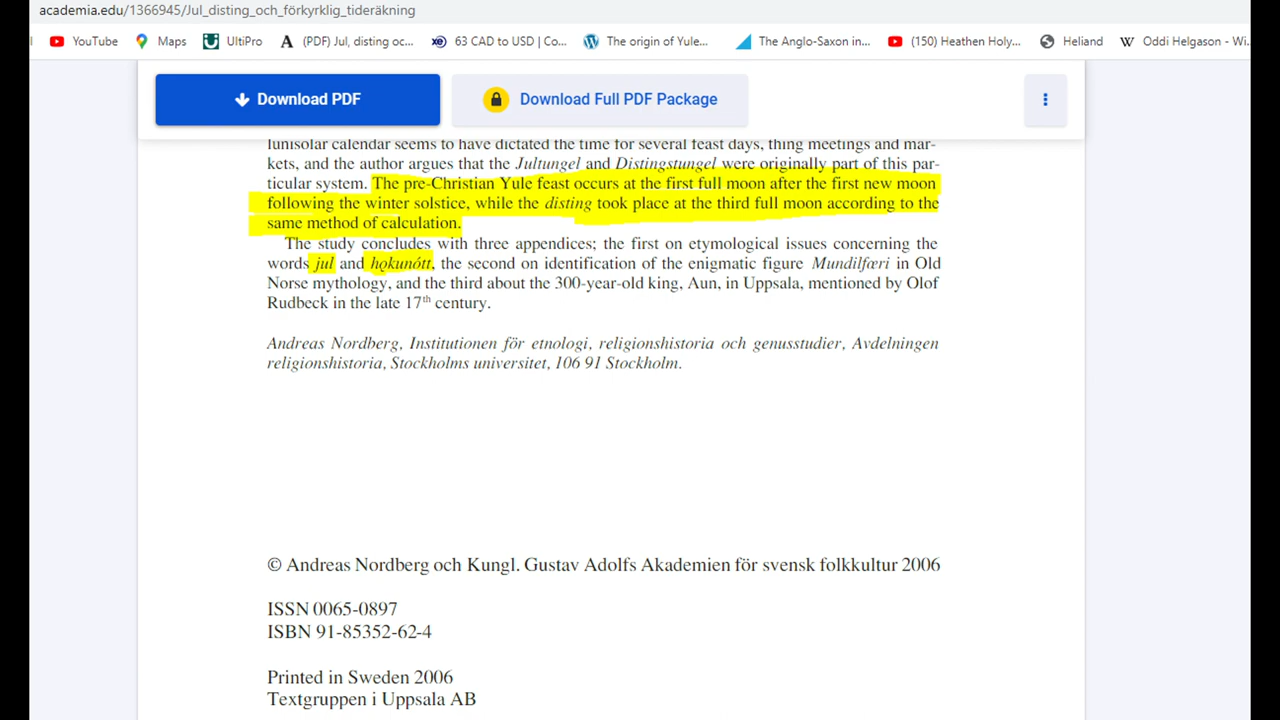 academia.edu/1366945/Jul_disting_och_förkyrklig_tideräkning
YouTube Maps UltiPro (PDF) Jul, disting oc... 63 CAD to USD | Co... The origin of Yule... The Anglo-Saxon in... (150) Heathen Holy... Heliand Oddi Helgason - Wi...
Download PDF Download Full PDF Package
lunisolar calendar seems to have dictated the time for several feast days, thing meetings and mar-
kets, and the author argues that the Jultungel and Distingstungel were originally part of this par-
ticular system. The pre-Christian Yule feast occurs at the first full moon after the first new moon
following the winter solstice, while the disting took place at the third full moon according to the
same method of calculation.
The study concludes with three appendices; the first on etymological issues concerning the
words jul and hǫkunótt, the second on identification of the enigmatic figure Mundilfæri in Old
Norse mythology, and the third about the 300-year-old king, Aun, in Uppsala, mentioned by Olof
Rudbeck in the late 17th century.
Andreas Nordberg, Institutionen för etnologi, religionshistoria och genusstudier, Avdelningen
religionshistoria, Stockholms universitet, 106 91 Stockholm.
© Andreas Nordberg och Kungl. Gustav Adolfs Akademien för svensk folkkultur 2006
ISSN 0065-0897
ISBN 91-85352-62-4
Printed in Sweden 2006
Textgruppen i Uppsala AB